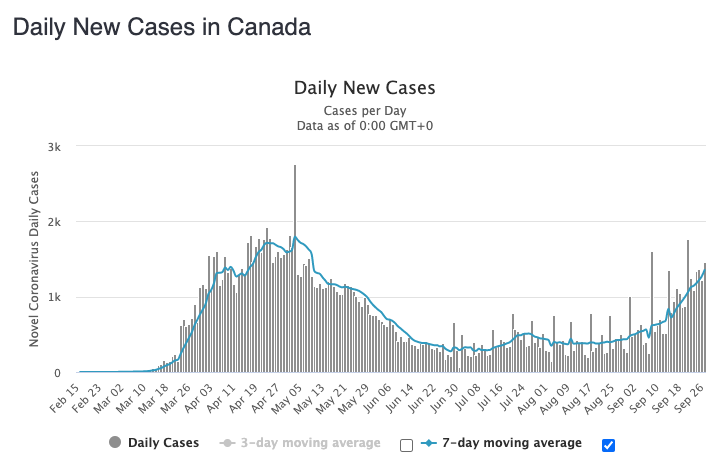 Daily New Cases in Canada
Daily New Cases
Cases per Day
Data as of 0:00 GMT+0
Novel Coronavirus Daily Cases
3k
2k
1k
0
Feb 15
Feb 23
Mar 02
Mar 10
Mar 18
Mar 26
Apr 03
Apr 11
Apr 19
Apr 27
May 05
May 13
May 21
May 29
Jun 06
Jun 14
Jun 22
Jun 30
Jul 08
Jul 16
Jul 24
Aug 01
Aug 09
Aug 17
Aug 25
Sep 02
Sep 10
Sep 18
Sep 26
Daily Cases
3-day moving average
7-day moving average